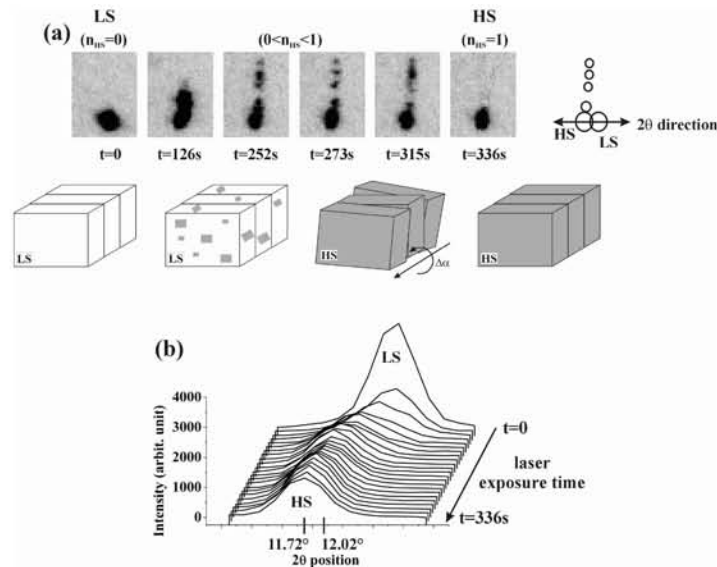 LS HS
(a) (n_HS=0) (0<n_HS<1) (n_HS=1)
HS LS 2θ direction
t=0 t=126s t=252s t=273s t=315s t=336s
LS LS HS Δα HS
(b)
LS
4000
3000
2000
1000
0
Intensity (arbit. unit)
t=0
laser
exposure time
HS
t=336s
11.72° 12.02°
2θ position